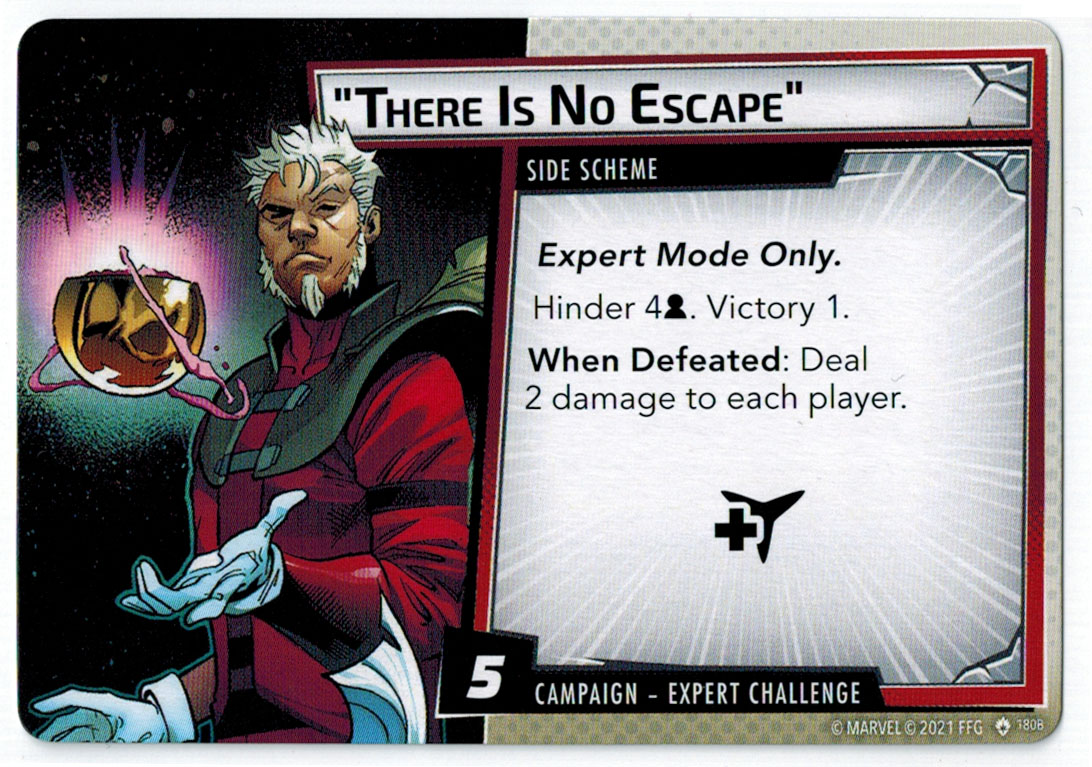 "THERE IS NO ESCAPE"
SIDE SCHEME
Expert Mode Only.
Hinder 4. Victory 1.
When Defeated: Deal
2 damage to each player.
5
CAMPAIGN – EXPERT CHALLENGE
© MARVEL © 2021 FFG 180B